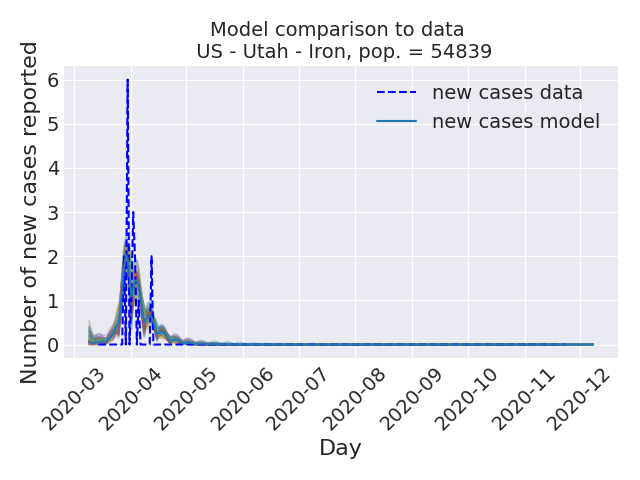 Model comparison to data
US - Utah - Iron, pop. = 54839
Number of new cases reported
6
5
4
3
2
1
0
new cases data
new cases model
2020-03
2020-04
2020-05
2020-06
2020-07
2020-08
2020-09
2020-10
2020-11
2020-12
Day